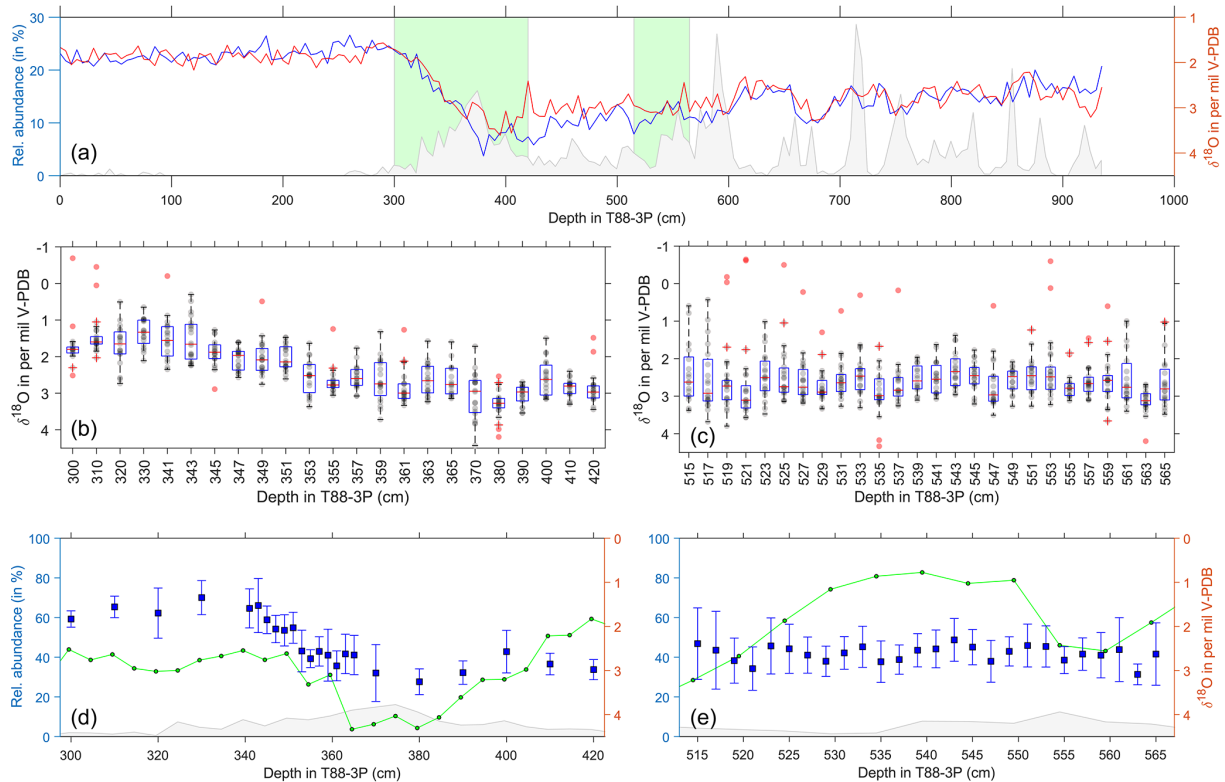 Rel. abundance (in %)
30
20
10
0
(a)
1
2
3
4
δ18O in per mil V-PDB
0 100 200 300 400 500 600 700 800 900 1000
Depth in T88-3P (cm)
δ18O in per mil V-PDB
-1
0
1
2
3
4
(b)
300 310 320 330 341 343 345 347 349 351 353 355 357 359 361 363 365 370 380 390 400 410 420
Depth in T88-3P (cm)
δ18O in per mil V-PDB
-1
0
1
2
3
4
(c)
515 517 519 521 523 525 527 529 531 533 535 537 539 541 543 545 547 549 551 553 555 557 559 561 563 565
Depth in T88-3P (cm)
Rel. abundance (in %)
100
80
60
40
20
0
(d)
0
1
2
3
4
300 320 340 360 380 400 420
Depth in T88-3P (cm)
100
80
60
40
20
0
(e)
0
1
2
3
4
δ18O in per mil V-PDB
515 520 525 530 535 540 545 550 555 560 565
Depth in T88-3P (cm)